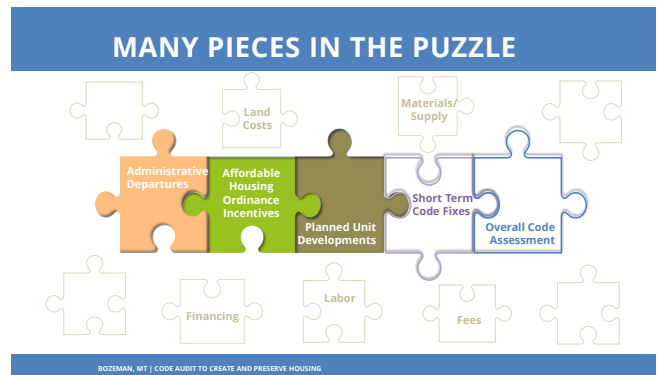 MANY PIECES IN THE PUZZLE
Land
Costs
Materials/
Supply
Administrative
Departures
Affordable
Housing
Ordinance
Incentives
Planned Unit
Developments
Short Term
Code Fixes
Overall Code
Assessment
Financing
Labor
Fees
BOZEMAN, MT | CODE AUDIT TO CREATE AND PRESERVE HOUSING